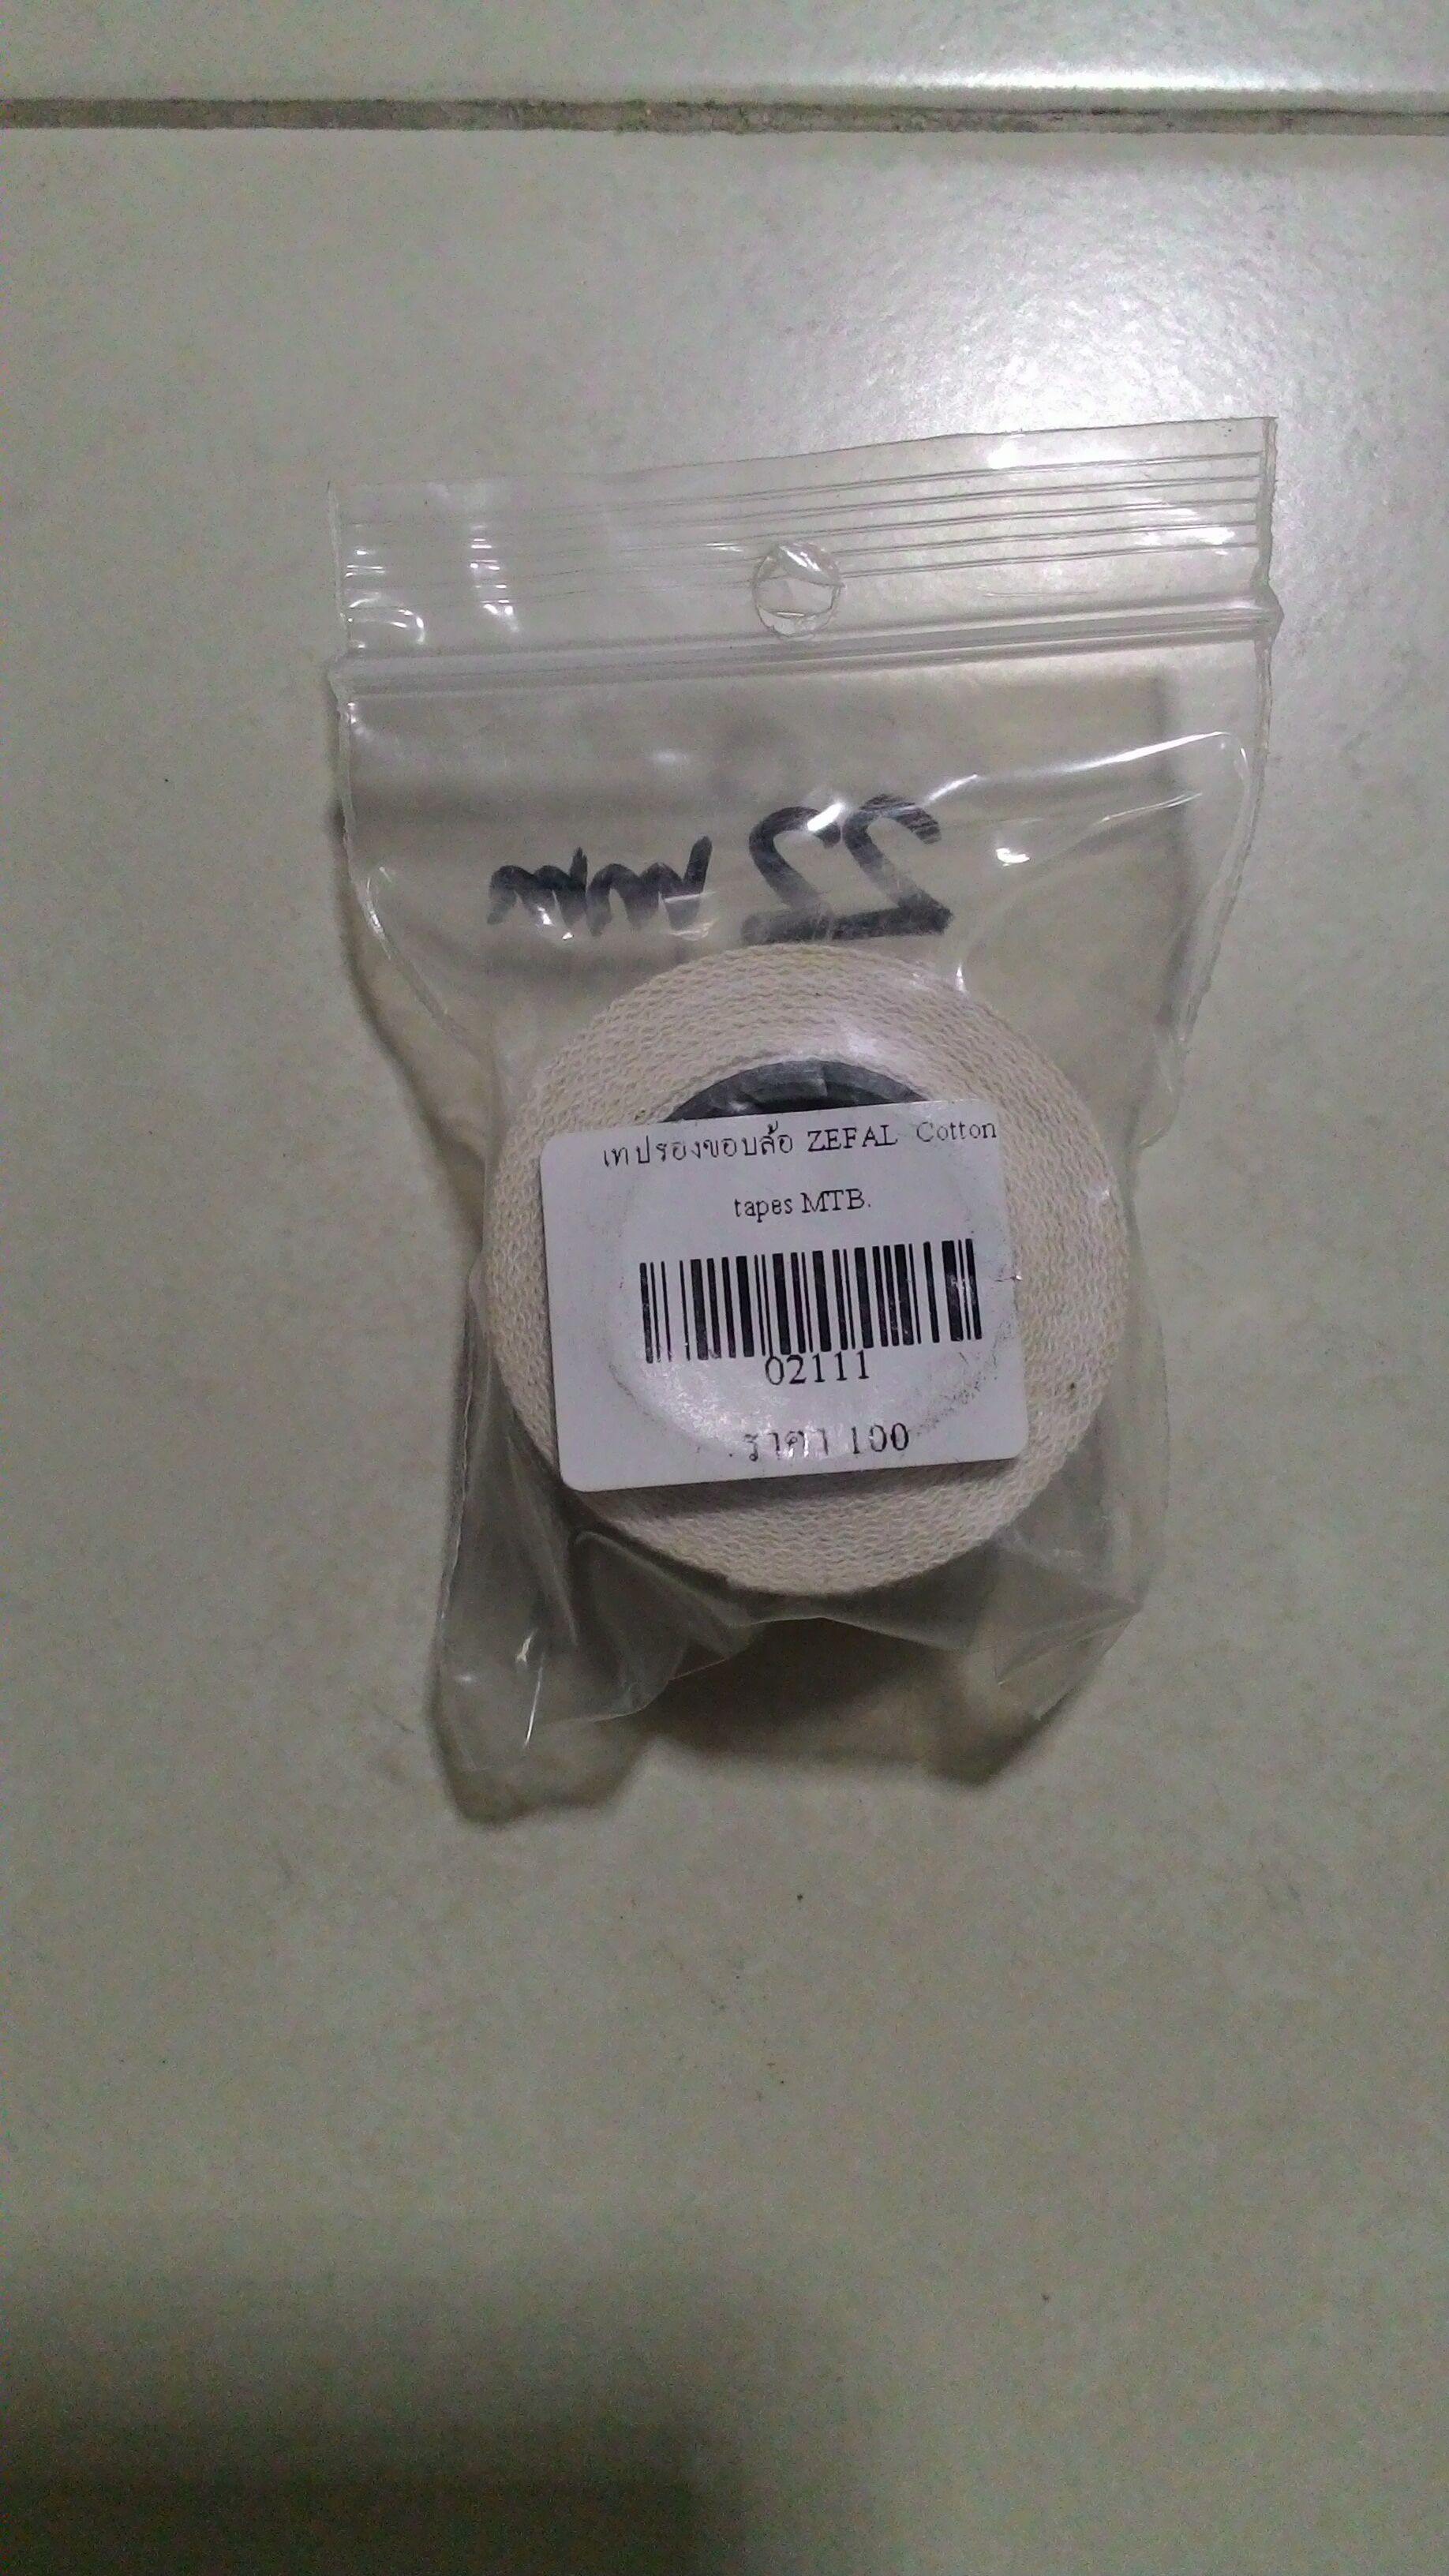 22 mm
เทปรองขอบล้อ ZEFAL Cotton
tapes MTB.
02111
ราคา 100